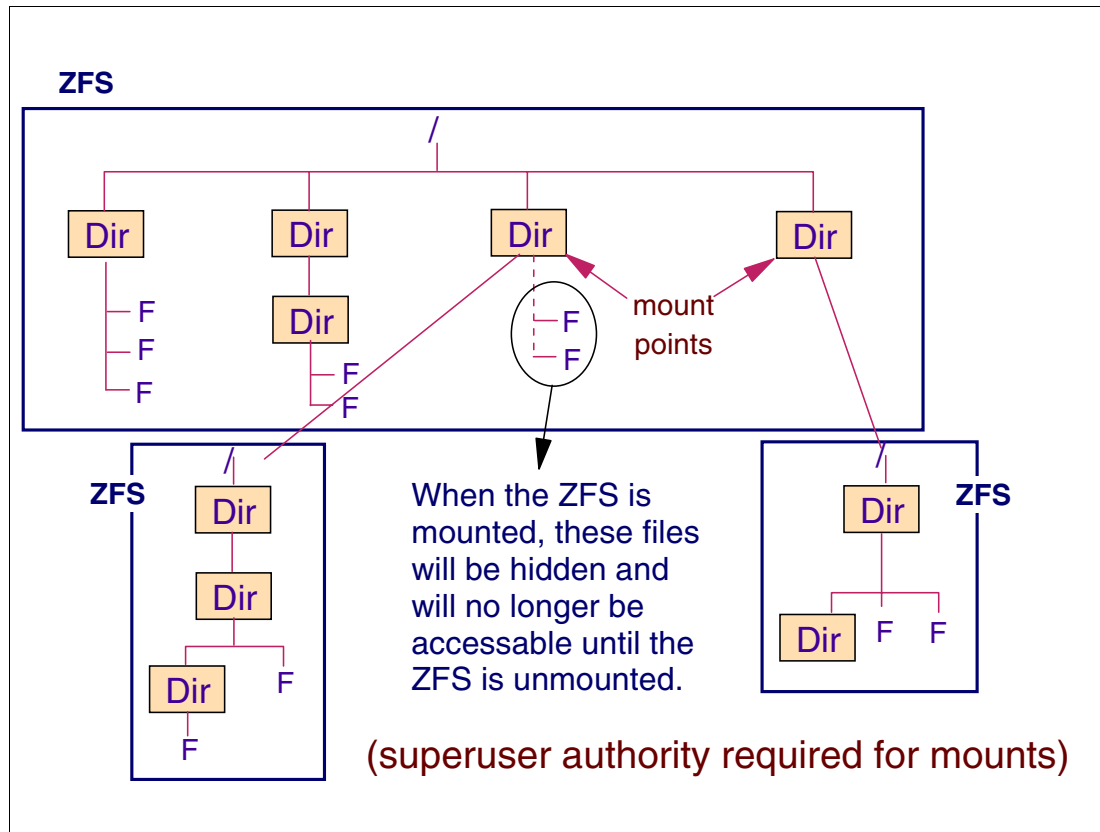 ZFS
/
Dir Dir Dir Dir
F
F
F
Dir
F
F
F
F
mount
points
/
ZFS
Dir
Dir
Dir
F
F
When the ZFS is
mounted, these files
will be hidden and
will no longer be
accessable until the
ZFS is unmounted.
/
ZFS
Dir
Dir
F
F
(superuser authority required for mounts)